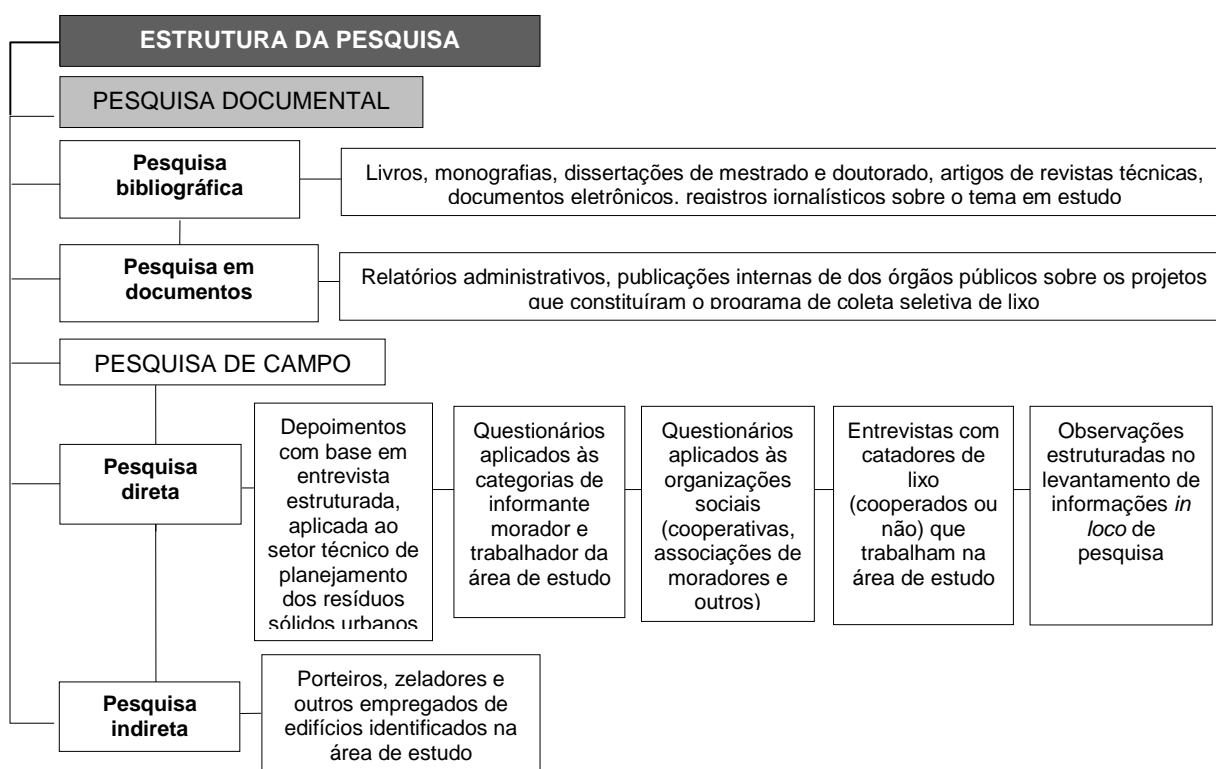 ESTRUTURA DA PESQUISA
PESQUISA DOCUMENTAL
Pesquisa
bibliográfica
Livros, monografias, dissertações de mestrado e doutorado, artigos de revistas técnicas,
documentos eletrônicos, registros jornalísticos sobre o tema em estudo
Pesquisa em
documentos
Relatórios administrativos, publicações internas de dos órgãos públicos sobre os projetos
que constituíram o programa de coleta seletiva de lixo
PESQUISA DE CAMPO
Pesquisa
direta
Depoimentos
com base em
entrevista
estruturada,
aplicada ao
setor técnico de
planejamento
dos resíduos
sólidos urbanos
Questionários
aplicados às
categorias de
informante
morador e
trabalhador da
área de estudo
Questionários
aplicados às
organizações
sociais
(cooperativas,
associações de
moradores e
outros)
Entrevistas com
catadores de
lixo
(cooperados ou
não) que
trabalham na
área de estudo
Observações
estruturadas no
levantamento de
informações in
loco de
pesquisa
Pesquisa
indireta
Porteiros, zeladores e
outros empregados de
edifícios identificados na
área de estudo